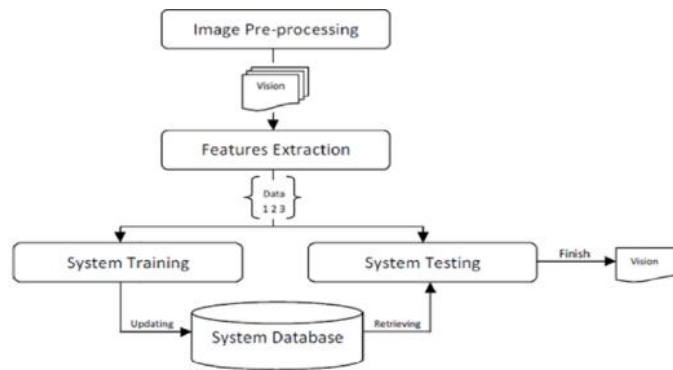 Image Pre-processing
Vision
Features Extraction
Data
1 2 3
System Training
System Testing
Finish
Vision
Updating
System Database
Retrieving